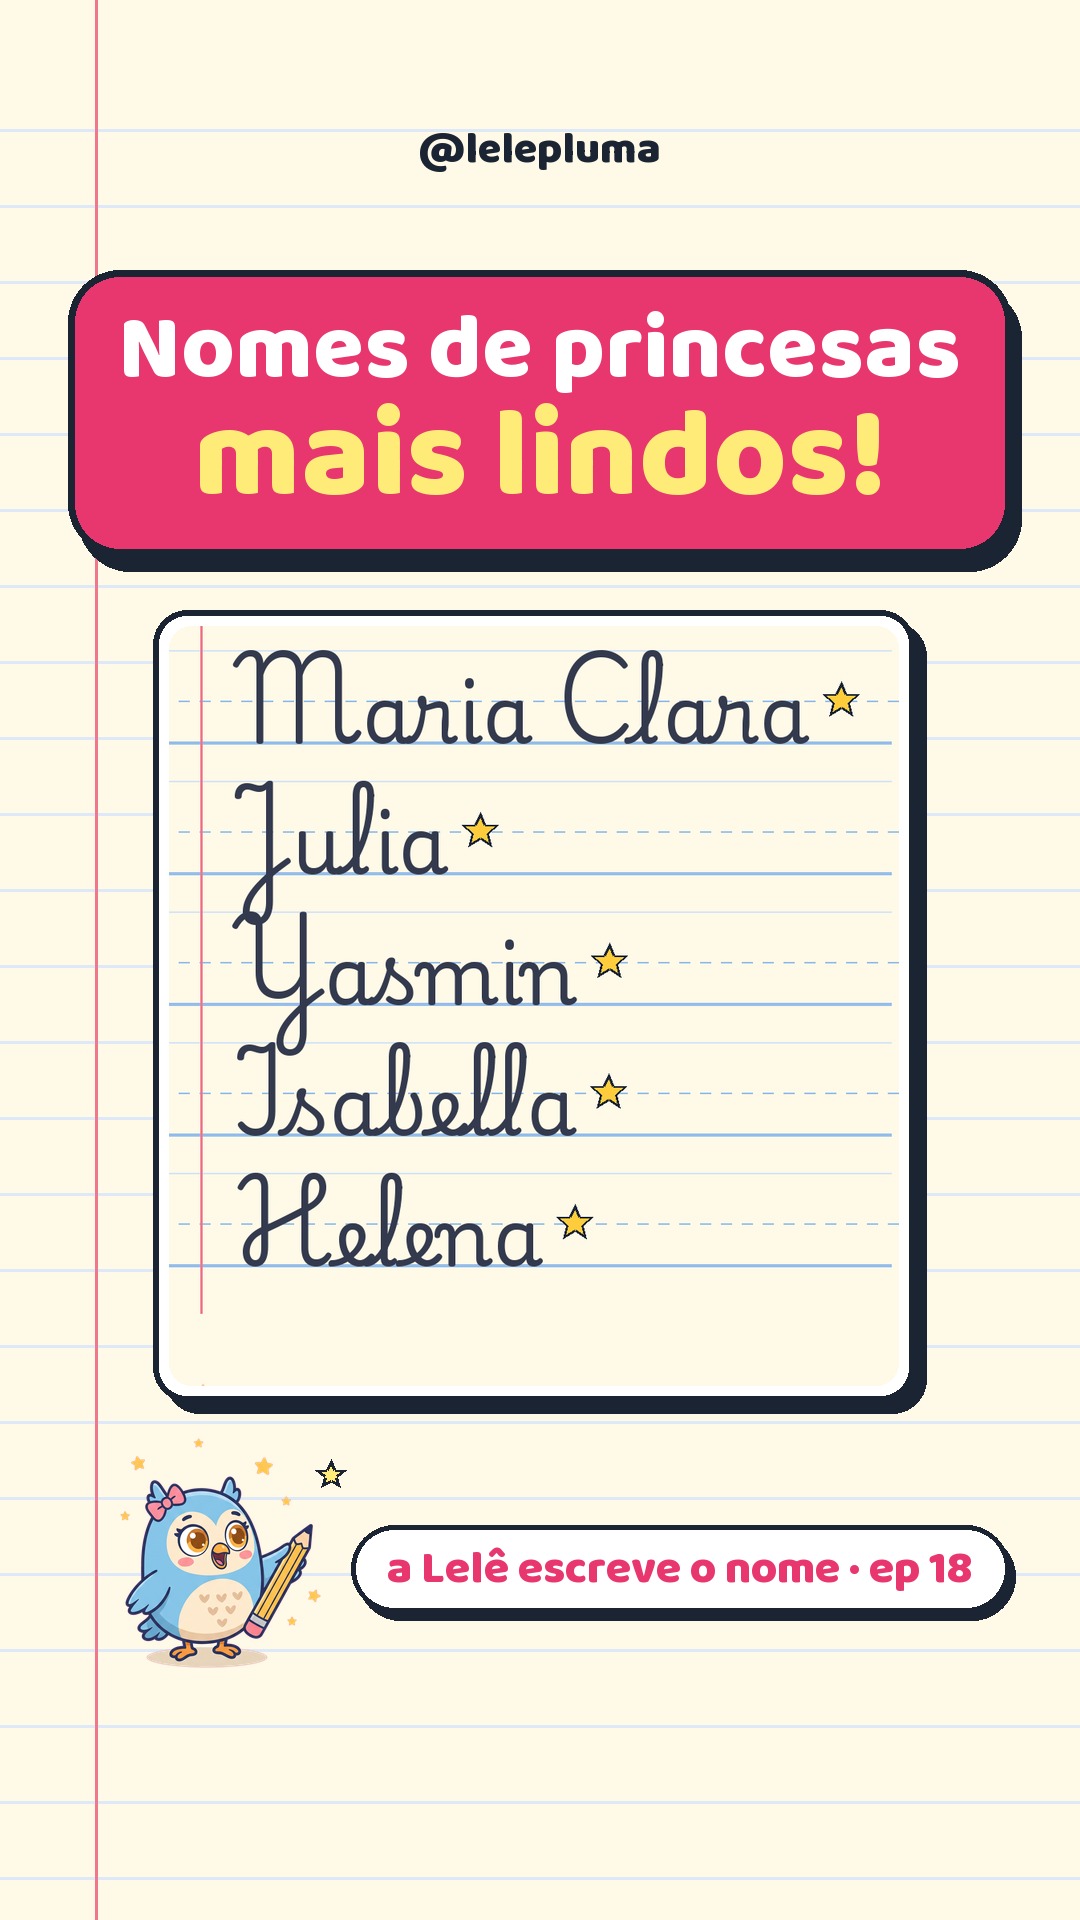 @lelepluma
Nomes de princesas
mais lindos!
Maria Clara
Julia
Yasmin
Isabella
Helena
a Lelê escreve o nome · ep 18